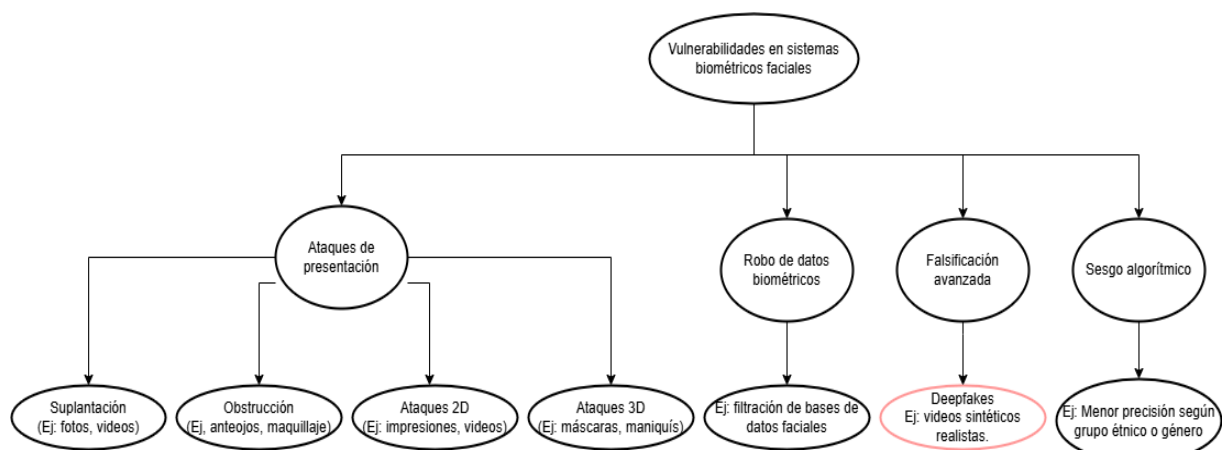 Vulnerabilidades en sistemas
biométricos faciales
Ataques de
presentación
Robo de datos
biométricos
Falsificación
avanzada
Sesgo algorítmico
Suplantación
(Ej: fotos, videos)
Obstrucción
(Ej, anteojos, maquillaje)
Ataques 2D
(Ej: impresiones, videos)
Ataques 3D
(Ej: máscaras, maniquís)
Ej: filtración de bases de
datos faciales
Deepfakes
Ej: videos sintéticos
realistas.
Ej: Menor precisión según
grupo étnico o género